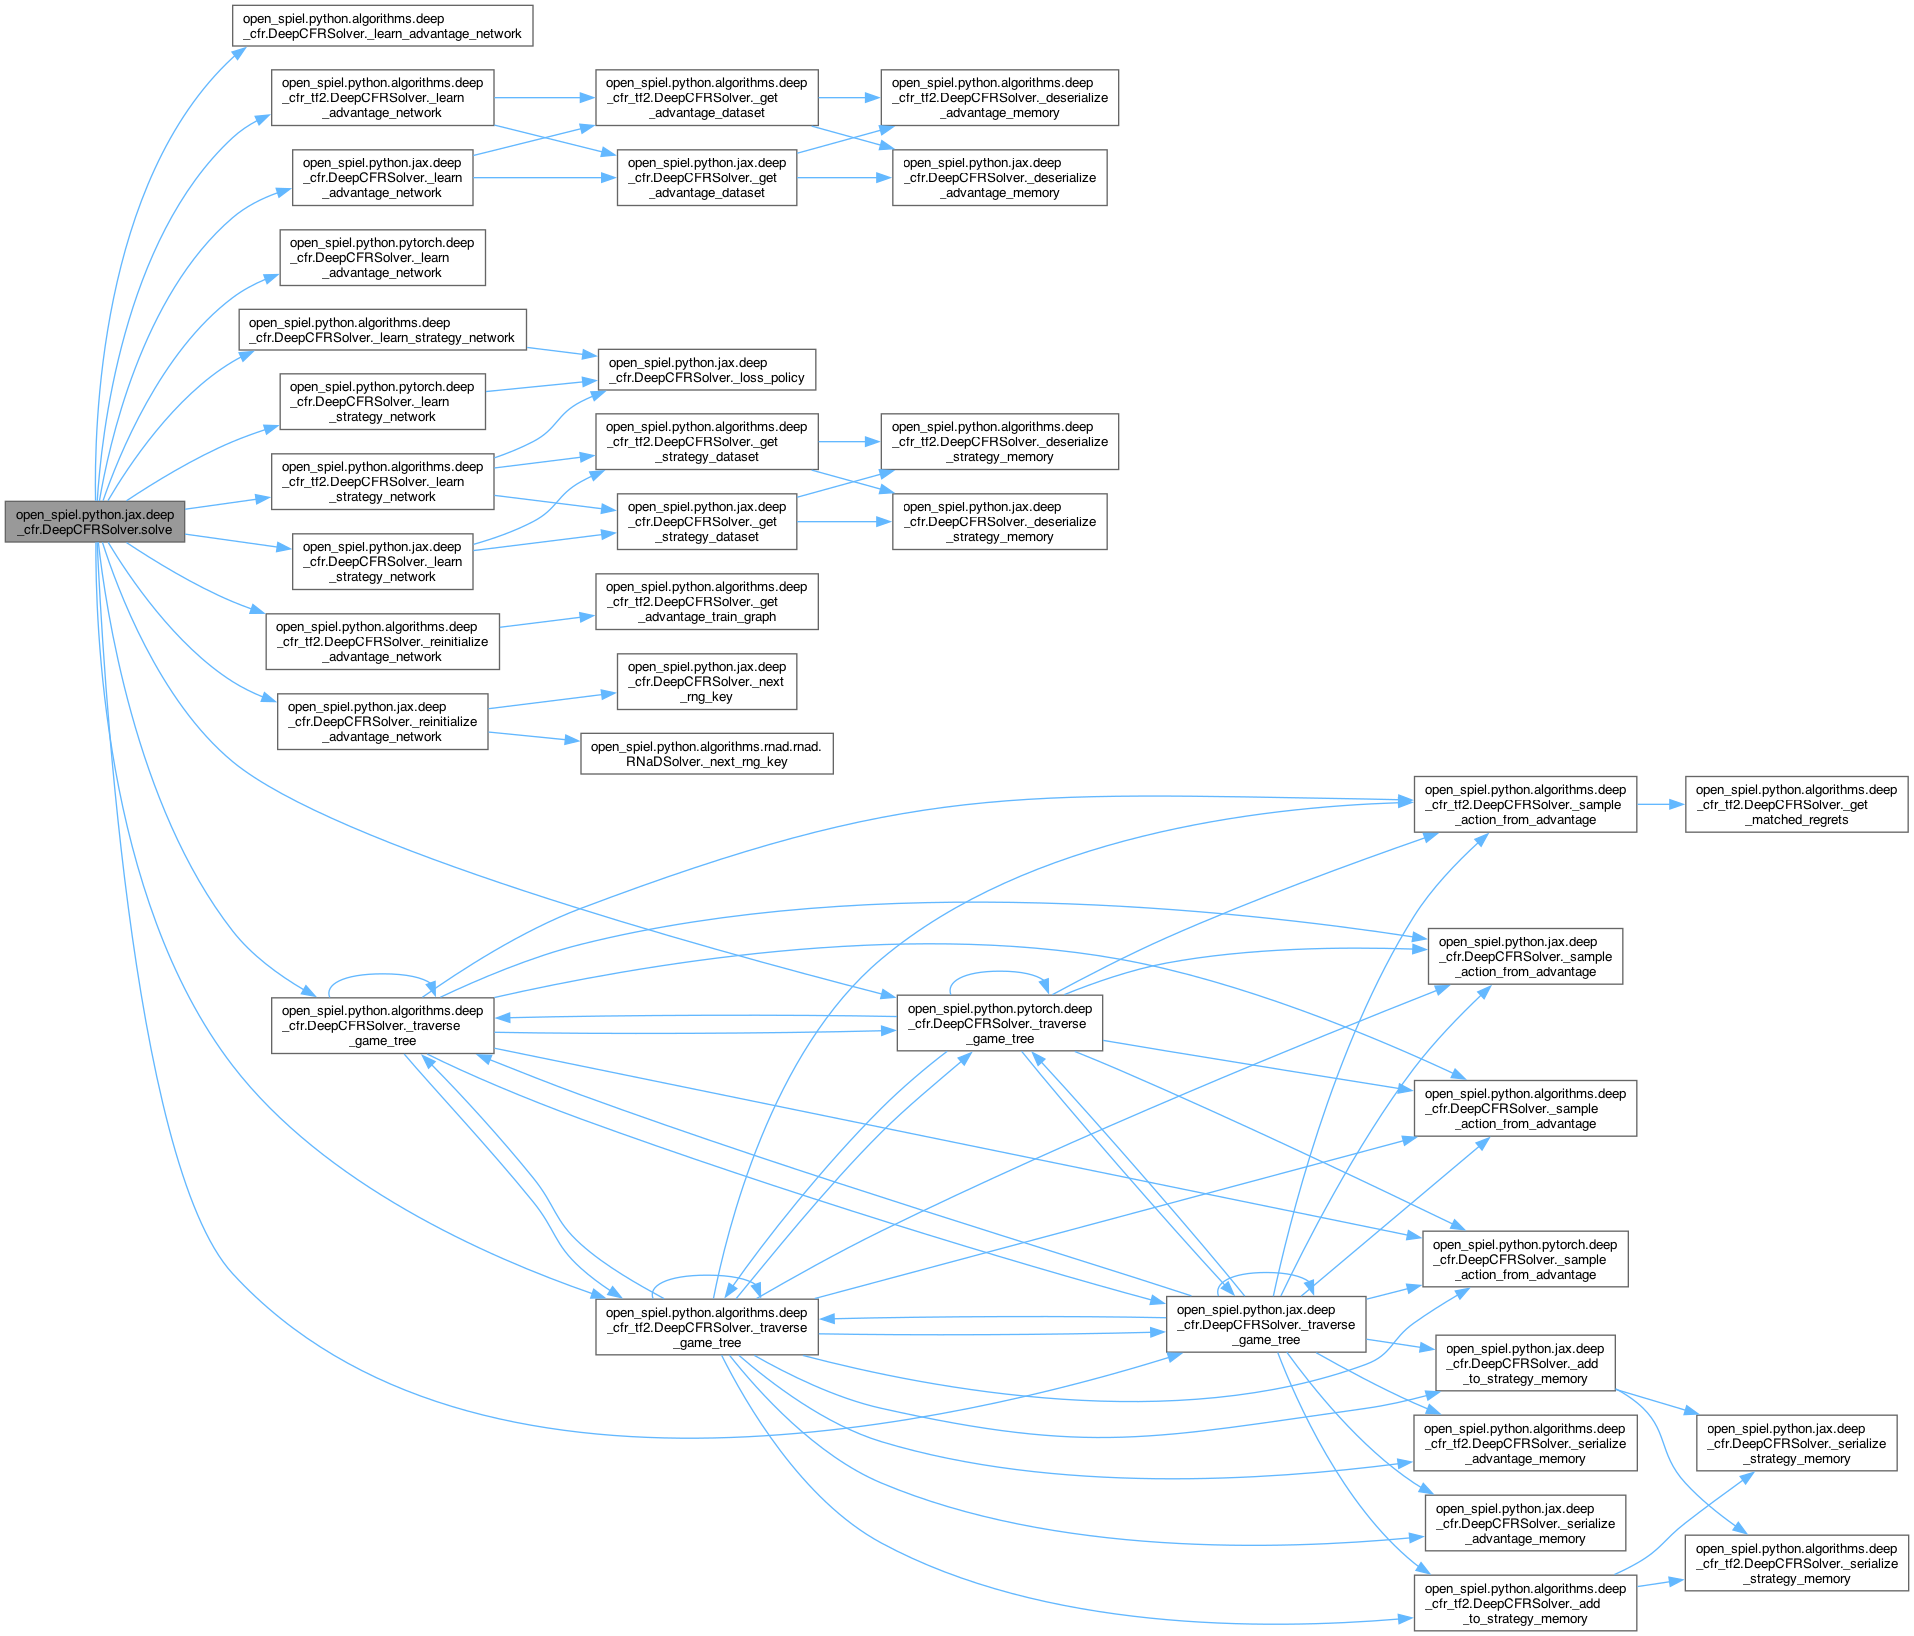 open_spiel.python.algorithms.deep
_cfr.DeepCFRSolver._learn_advantage_network
open_spiel.python.algorithms.deep
_cfr_tf2.DeepCFRSolver._learn
_advantage_network
open_spiel.python.jax.deep
_cfr.DeepCFRSolver._learn
_advantage_network
open_spiel.python.pytorch.deep
_cfr.DeepCFRSolver._learn
_advantage_network
open_spiel.python.algorithms.deep
_cfr.DeepCFRSolver._learn_strategy_network
open_spiel.python.pytorch.deep
_cfr.DeepCFRSolver._learn
_strategy_network
open_spiel.python.algorithms.deep
_cfr_tf2.DeepCFRSolver._learn
_strategy_network
open_spiel.python.jax.deep
_cfr.DeepCFRSolver.solve
open_spiel.python.jax.deep
_cfr.DeepCFRSolver._learn
_strategy_network
open_spiel.python.algorithms.deep
_cfr_tf2.DeepCFRSolver._reinitialize
_advantage_network
open_spiel.python.jax.deep
_cfr.DeepCFRSolver._reinitialize
_advantage_network
open_spiel.python.algorithms.deep
_cfr_tf2.DeepCFRSolver._get
_advantage_dataset
open_spiel.python.jax.deep
_cfr.DeepCFRSolver._get
_advantage_dataset
open_spiel.python.algorithms.deep
_cfr_tf2.DeepCFRSolver._deserialize
_advantage_memory
open_spiel.python.jax.deep
_cfr.DeepCFRSolver._deserialize
_advantage_memory
open_spiel.python.jax.deep
_cfr.DeepCFRSolver._loss_policy
open_spiel.python.algorithms.deep
_cfr_tf2.DeepCFRSolver._get
_strategy_dataset
open_spiel.python.jax.deep
_cfr.DeepCFRSolver._get
_strategy_dataset
open_spiel.python.algorithms.deep
_cfr_tf2.DeepCFRSolver._deserialize
_strategy_memory
open_spiel.python.jax.deep
_cfr.DeepCFRSolver._deserialize
_strategy_memory
open_spiel.python.algorithms.deep
_cfr_tf2.DeepCFRSolver._get
_advantage_train_graph
open_spiel.python.jax.deep
_cfr.DeepCFRSolver._next
_rng_key
open_spiel.python.algorithms.rnad.rnad.
RNaDSolver._next_rng_key
open_spiel.python.algorithms.deep
_cfr_tf2.DeepCFRSolver._sample
_action_from_advantage
open_spiel.python.algorithms.deep
_cfr_tf2.DeepCFRSolver._get
_matched_regrets
open_spiel.python.jax.deep
_cfr.DeepCFRSolver._sample
_action_from_advantage
open_spiel.python.algorithms.deep
_cfr.DeepCFRSolver._traverse
_game_tree
open_spiel.python.pytorch.deep
_cfr.DeepCFRSolver._traverse
_game_tree
open_spiel.python.algorithms.deep
_cfr.DeepCFRSolver._sample
_action_from_advantage
open_spiel.python.pytorch.deep
_cfr.DeepCFRSolver._sample
_action_from_advantage
open_spiel.python.algorithms.deep
_cfr_tf2.DeepCFRSolver._traverse
_game_tree
open_spiel.python.jax.deep
_cfr.DeepCFRSolver._traverse
_game_tree
open_spiel.python.jax.deep
_cfr.DeepCFRSolver._add
_to_strategy_memory
open_spiel.python.algorithms.deep
_cfr_tf2.DeepCFRSolver._serialize
_advantage_memory
open_spiel.python.jax.deep
_cfr.DeepCFRSolver._serialize
_strategy_memory
open_spiel.python.jax.deep
_cfr.DeepCFRSolver._serialize
_advantage_memory
open_spiel.python.algorithms.deep
_cfr_tf2.DeepCFRSolver._serialize
_strategy_memory
open_spiel.python.algorithms.deep
_cfr_tf2.DeepCFRSolver._add
_to_strategy_memory